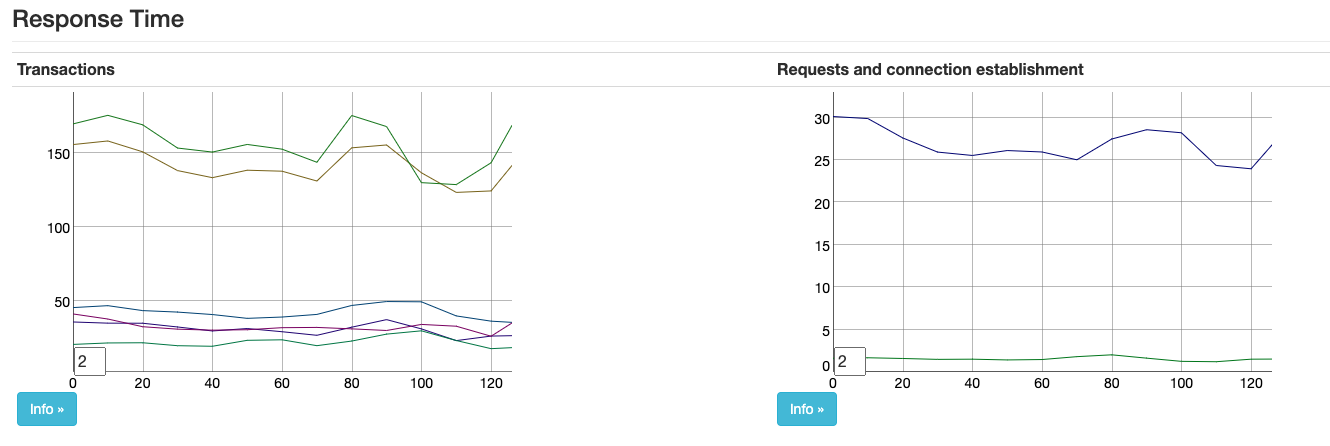 Response Time
Transactions
150
100
50
2
0 20 40 60 80 100 120
Info »
Requests and connection establishment
30
25
20
15
10
5
0
2
0 20 40 60 80 100 120
Info »